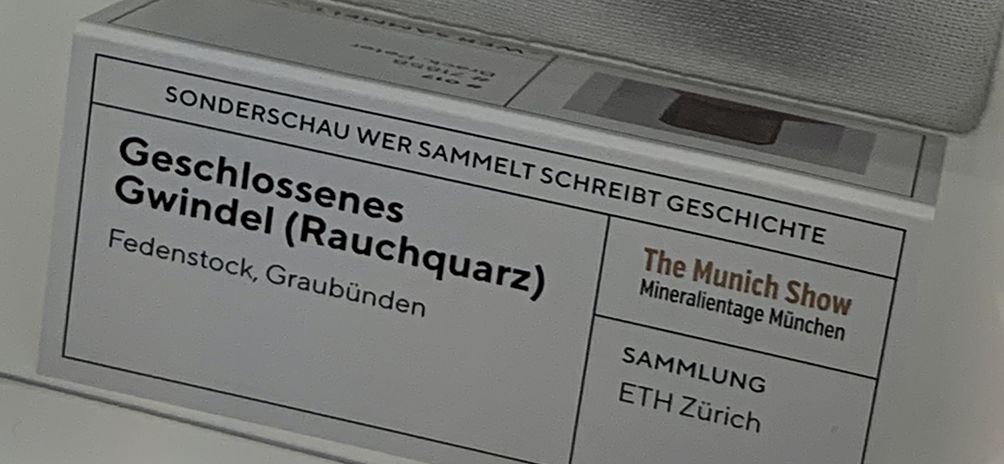 SONDERSCHAU WER SAMMELT SCHREIBT GESCHICHTE
Geschlossenes
Gwindel (Rauchquarz)
Fedenstock, Graubünden
The Munich Show
Mineralientage München
SAMMLUNG
ETH Zürich